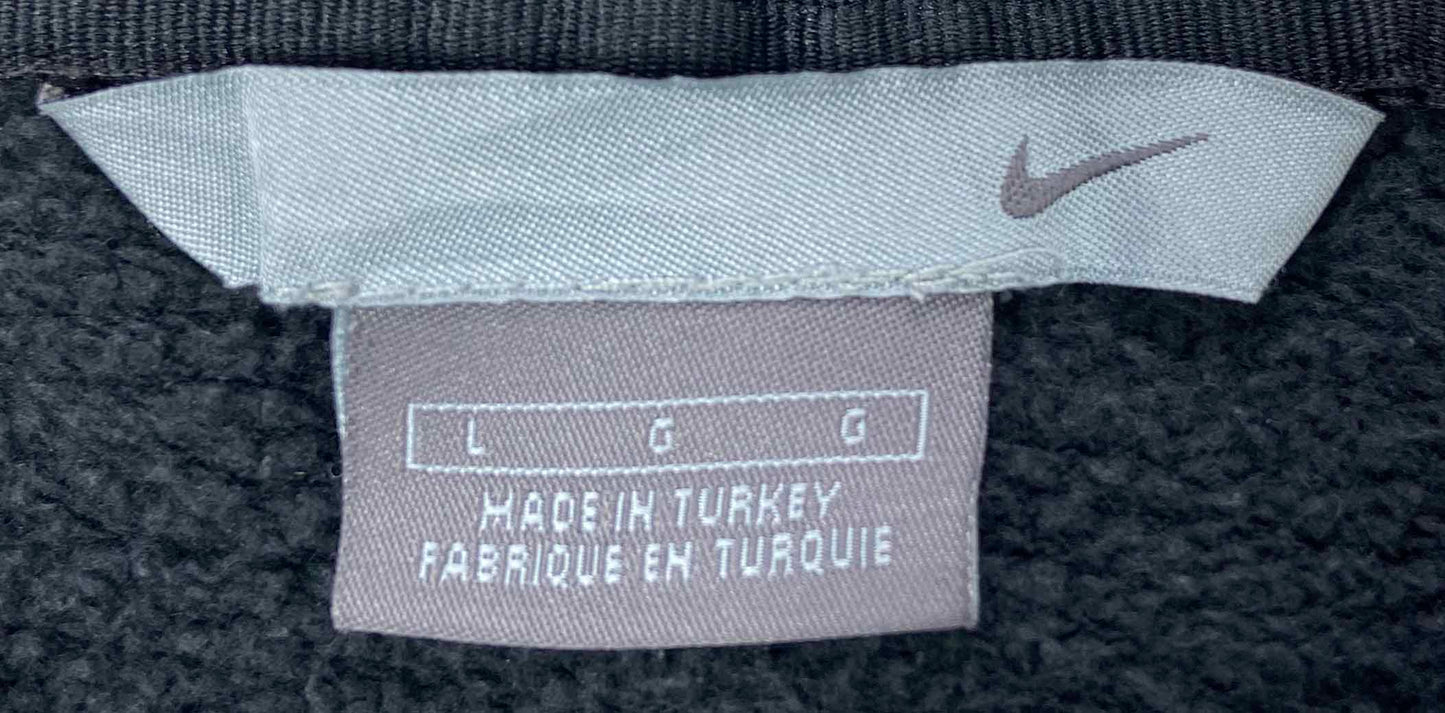 L G G
MADE IN TURKEY
FABRIQUE EN TURQUIE